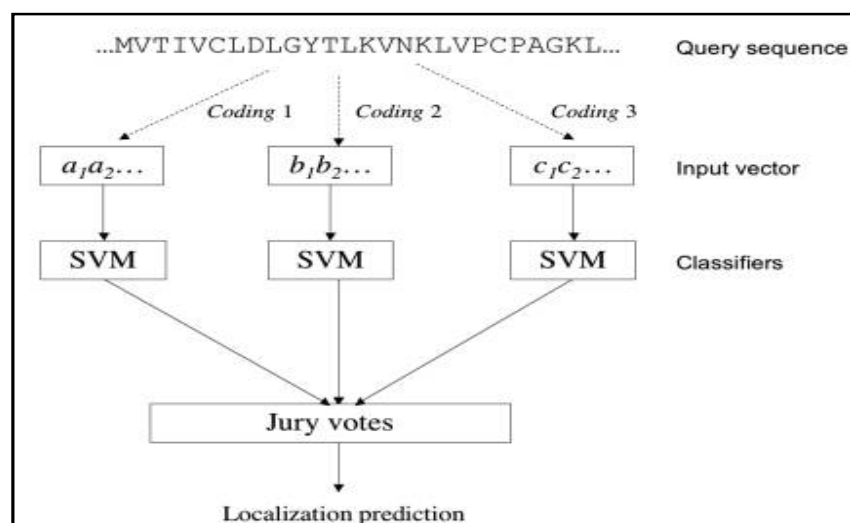 ...MVTIVCLDLGYTLKVNKLVPCPAGKL... Query sequence
Coding 1 Coding 2 Coding 3
a1a2... b1b2... c1c2... Input vector
SVM SVM SVM Classifiers
Jury votes
Localization prediction